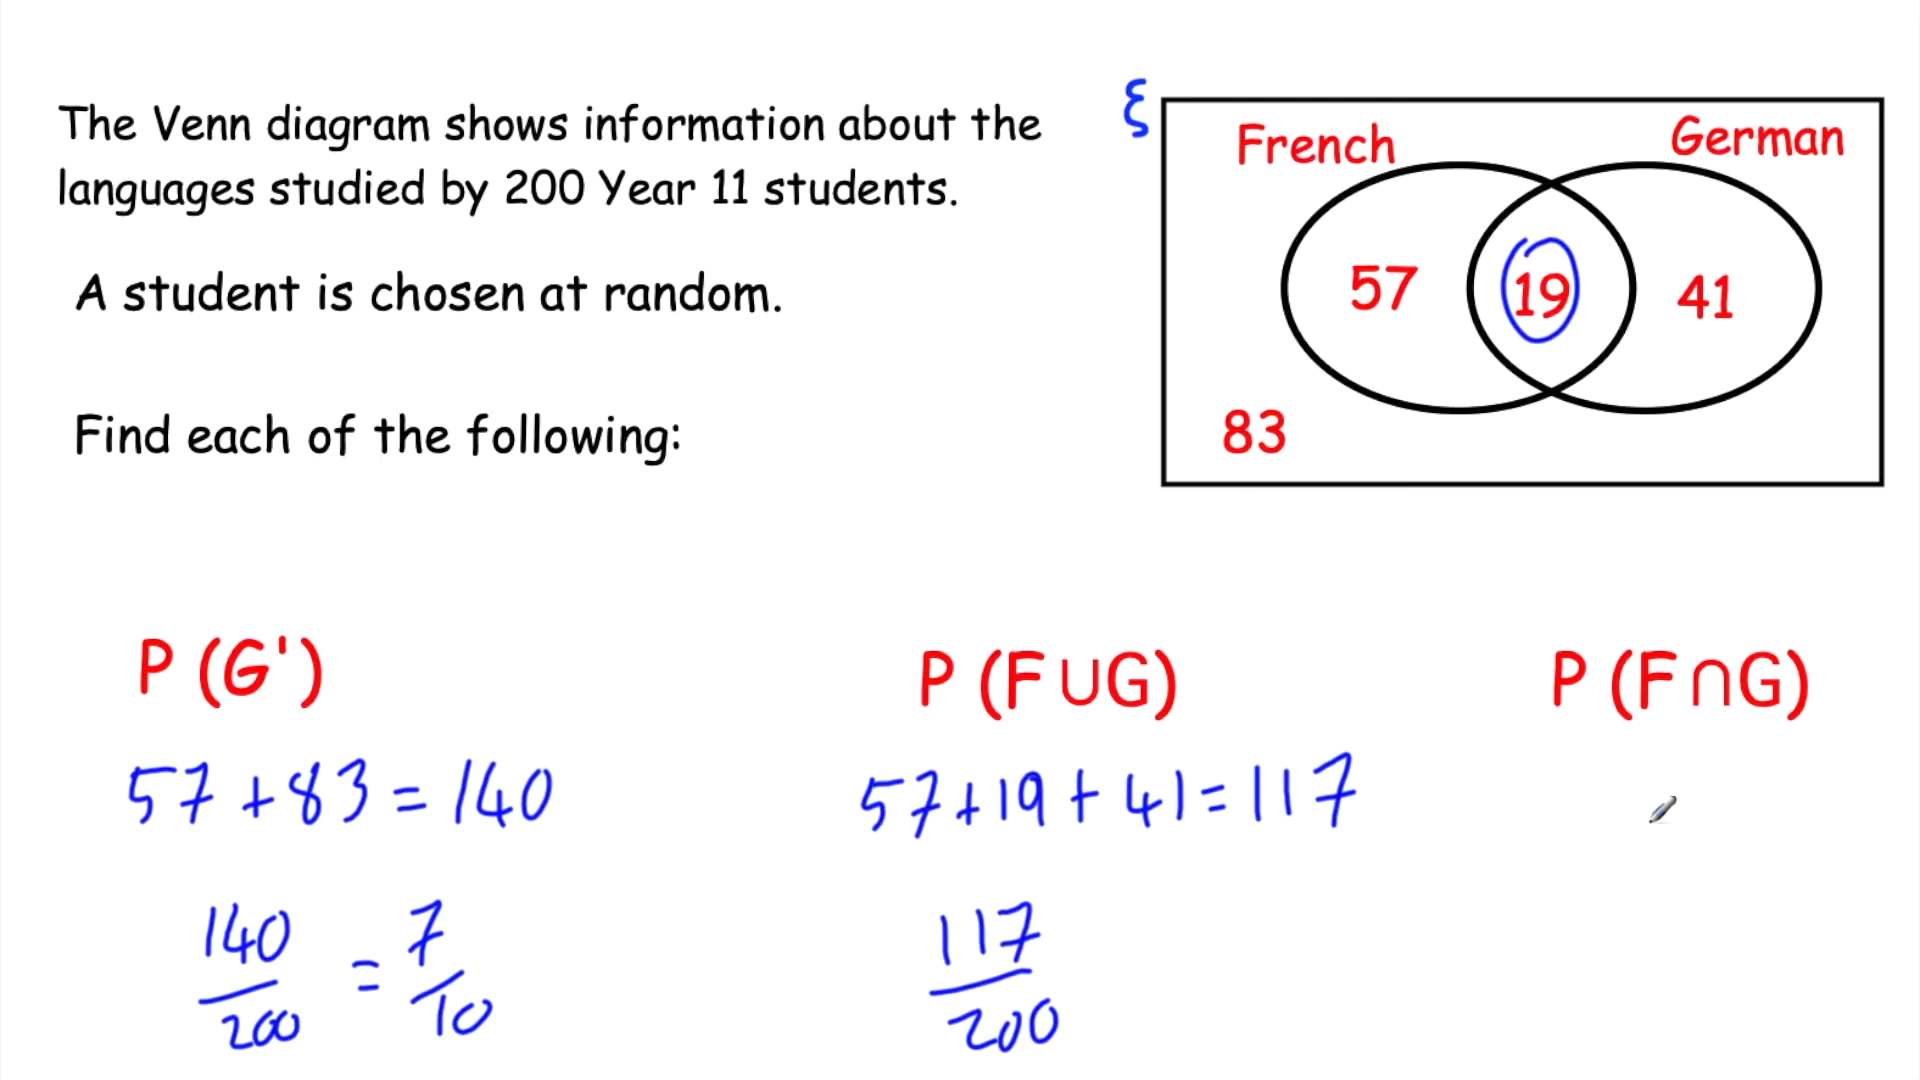 The Venn diagram shows information about the
languages studied by 200 Year 11 students.
A student is chosen at random.
Find each of the following:
ξ
French
German
57
19
41
83
P (G')
57 + 83 = 140
140/200 = 7/10
P (F∪G)
57 + 19 + 41 = 117
117/200
P (F∩G)